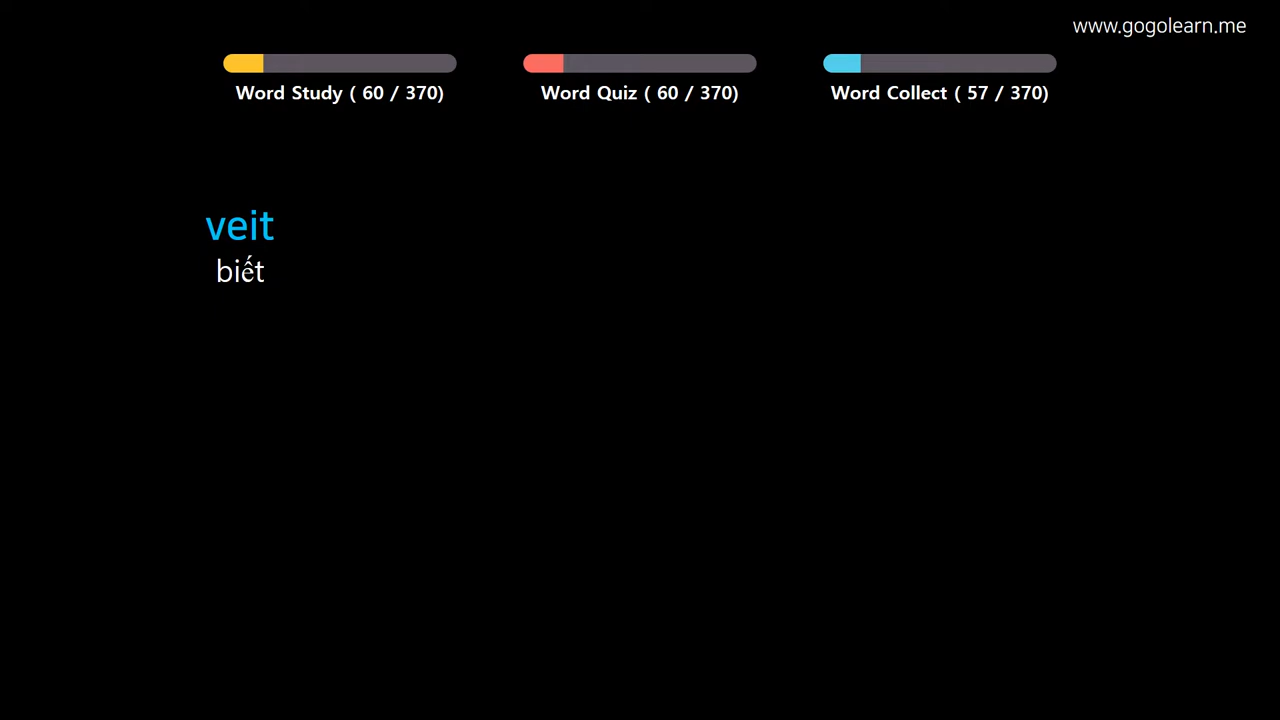 www.gogolearn.me
Word Study ( 60 / 370)
Word Quiz ( 60 / 370)
Word Collect ( 57 / 370)
veit
biết